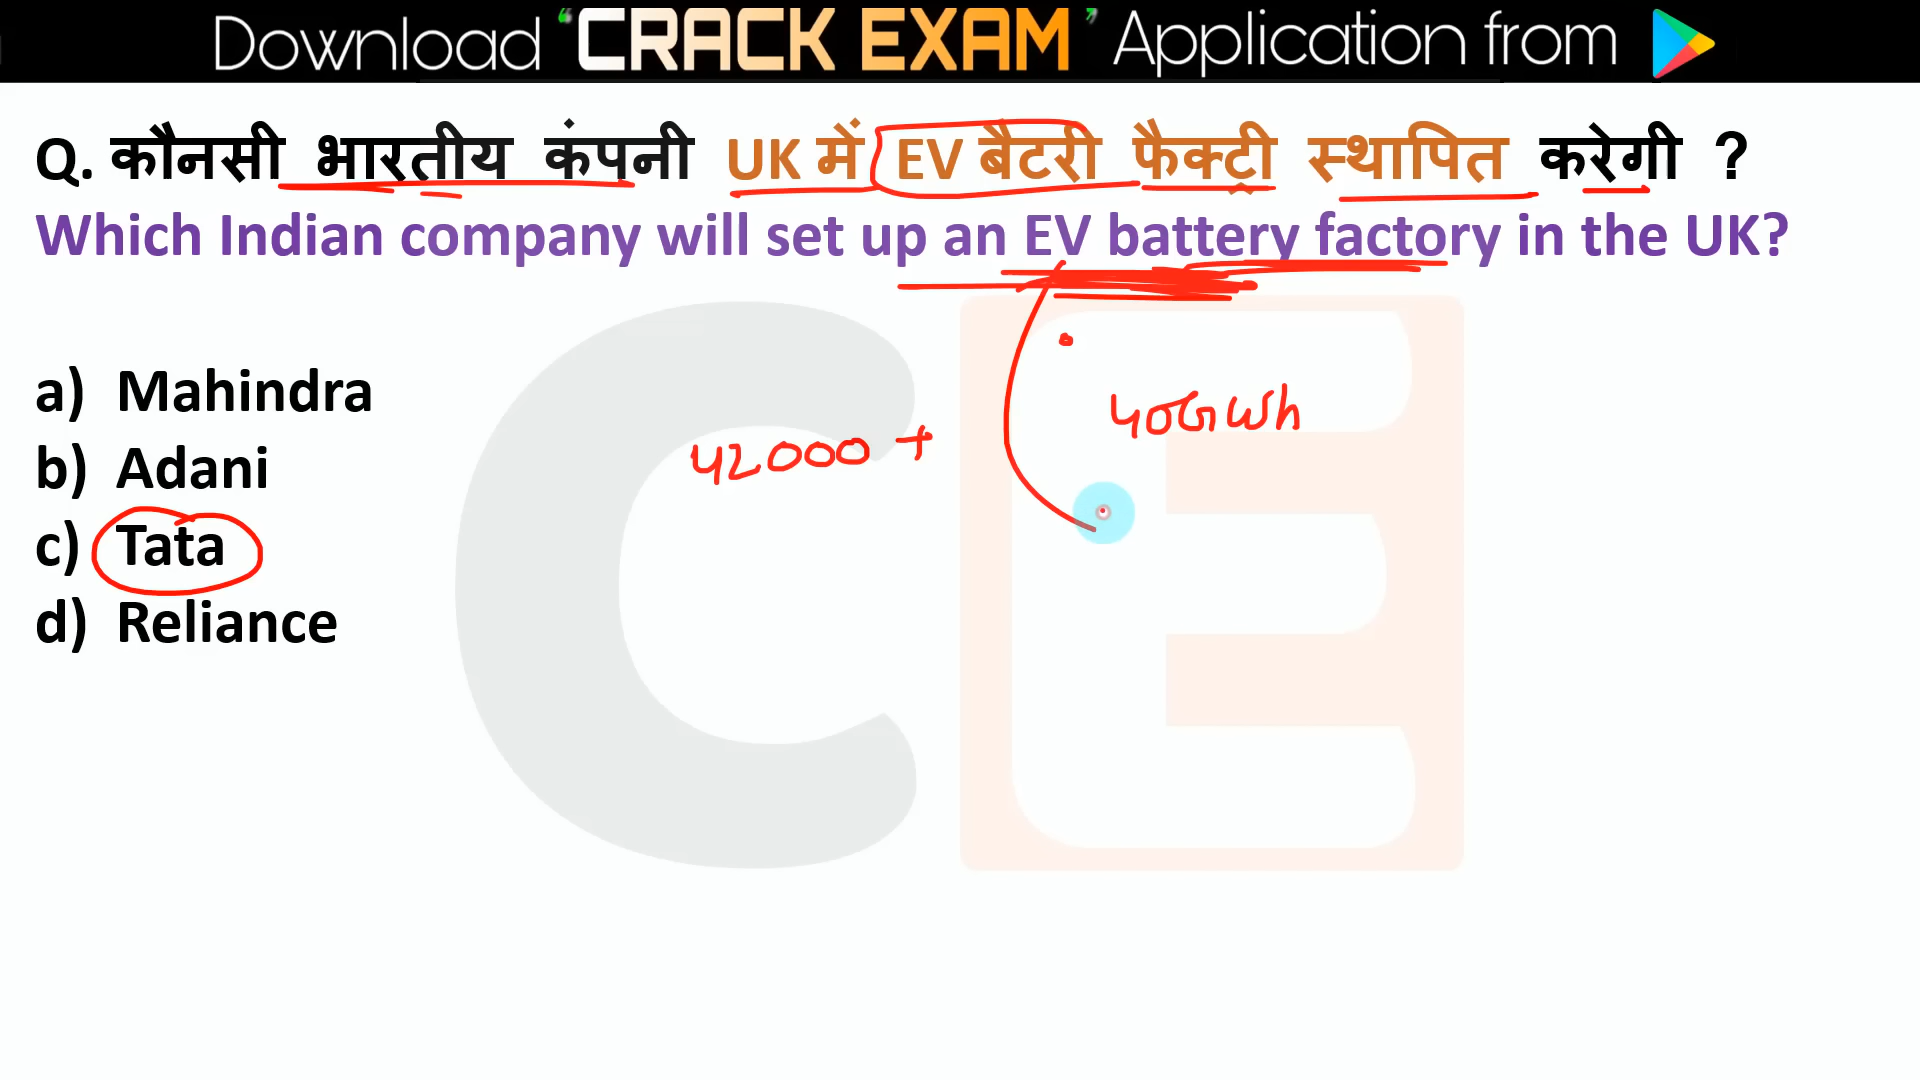 Download ‘CRACK EXAM’ Application from
Q. कौनसी भारतीय कंपनी UK में EV बैटरी फैक्ट्री स्थापित करेगी ?
Which Indian company will set up an EV battery factory in the UK?
a) Mahindra
b) Adani
c) Tata
d) Reliance
42000 +
40GWh
CE